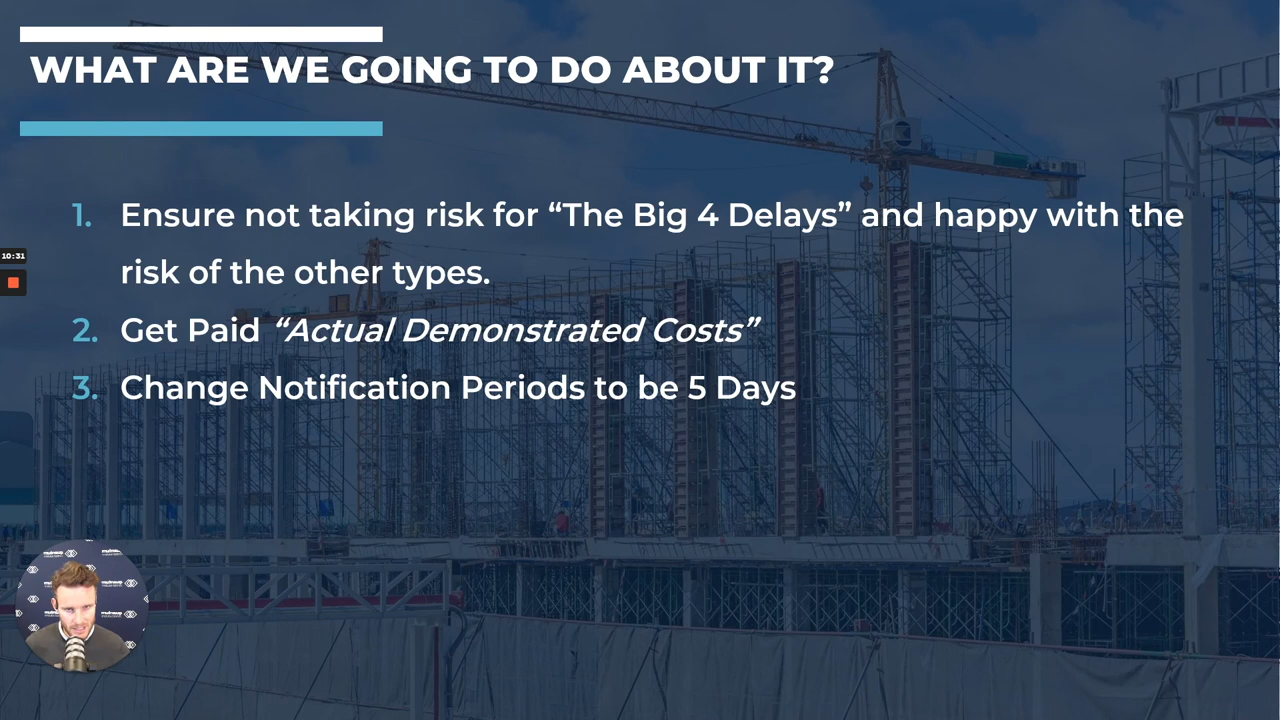 WHAT ARE WE GOING TO DO ABOUT IT?
1. Ensure not taking risk for “The Big 4 Delays” and happy with the
risk of the other types.
2. Get Paid “Actual Demonstrated Costs”
3. Change Notification Periods to be 5 Days
10:31